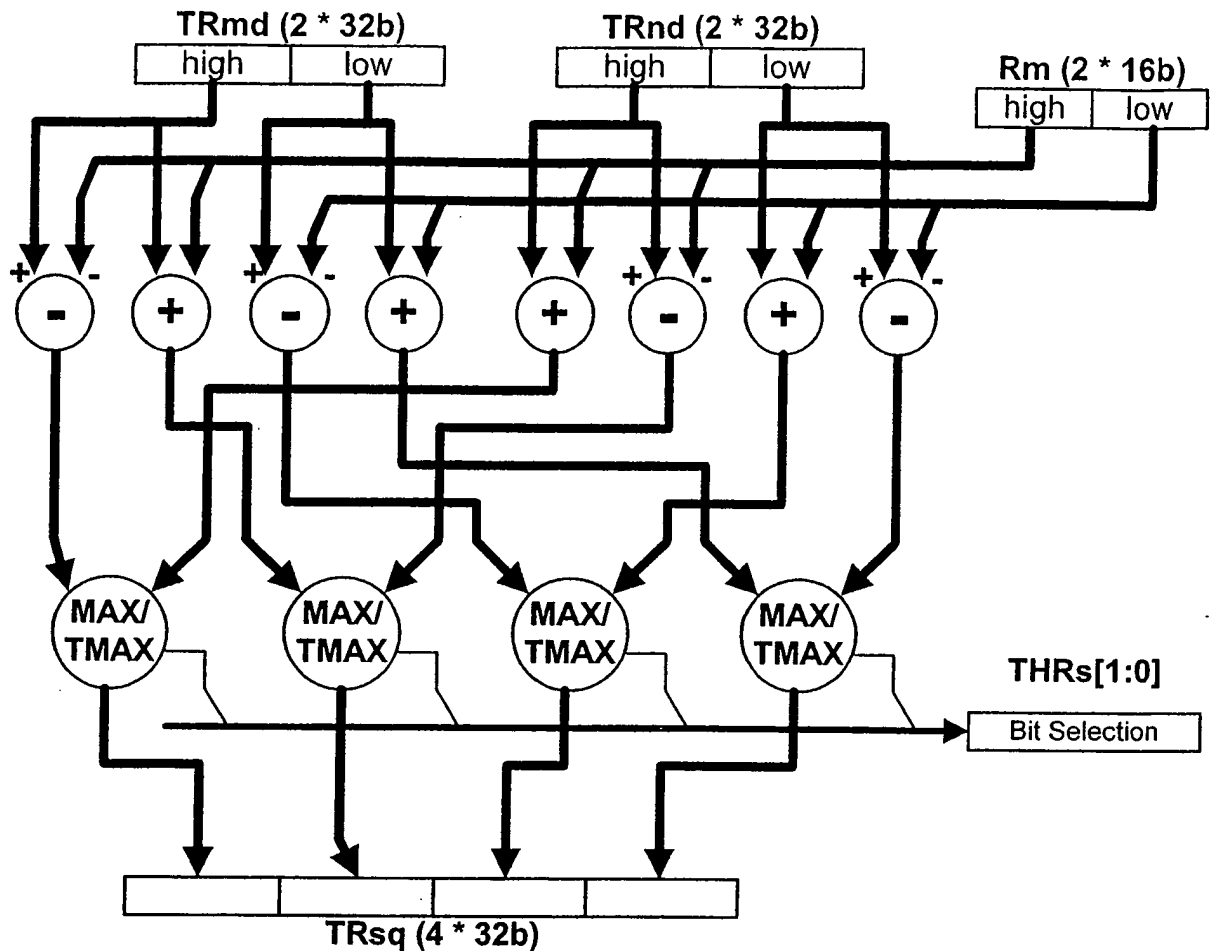 TRmd (2 * 32b)
high low
TRnd (2 * 32b)
high low
Rm (2 * 16b)
high low
+ - + - + - + -
- + - + + - + -
MAX/
TMAX
MAX/
TMAX
MAX/
TMAX
MAX/
TMAX
THRs[1:0]
Bit Selection
TRsq (4 * 32b)